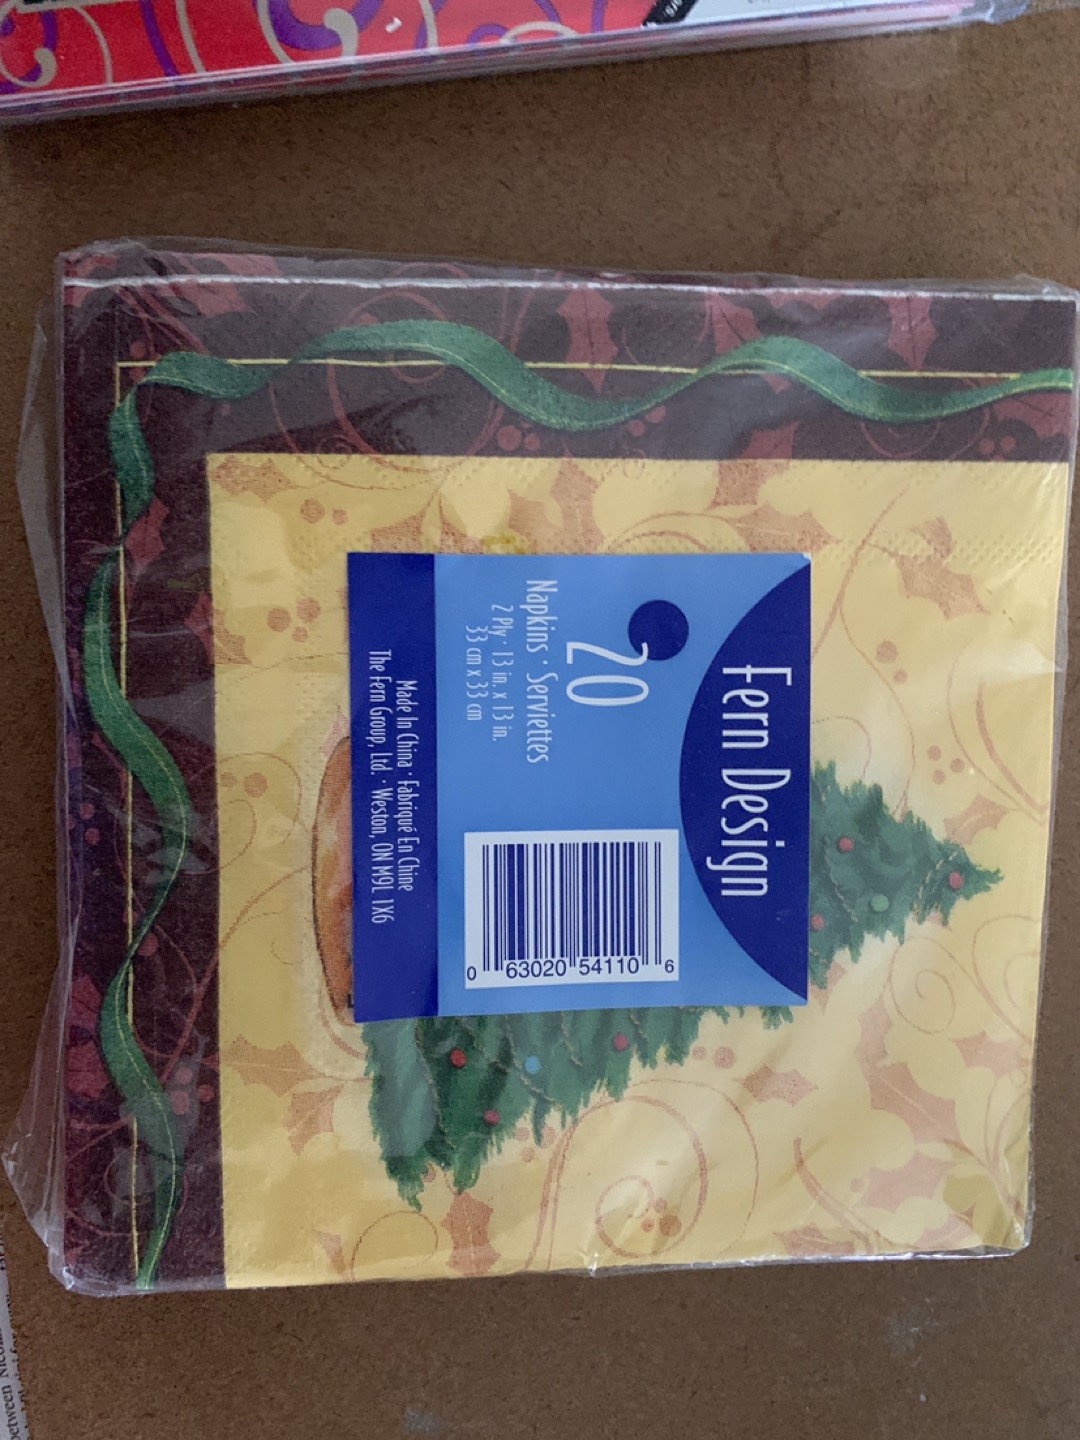 Fern Design
20
Napkins · Serviettes
2 Ply · 13 in. x 13 in.
33 cm x 33 cm
Made In China · Fabriqué En Chine
The Fern Group, Ltd. · Weston, ON M9L 1X6
0 63020 54110 6
between